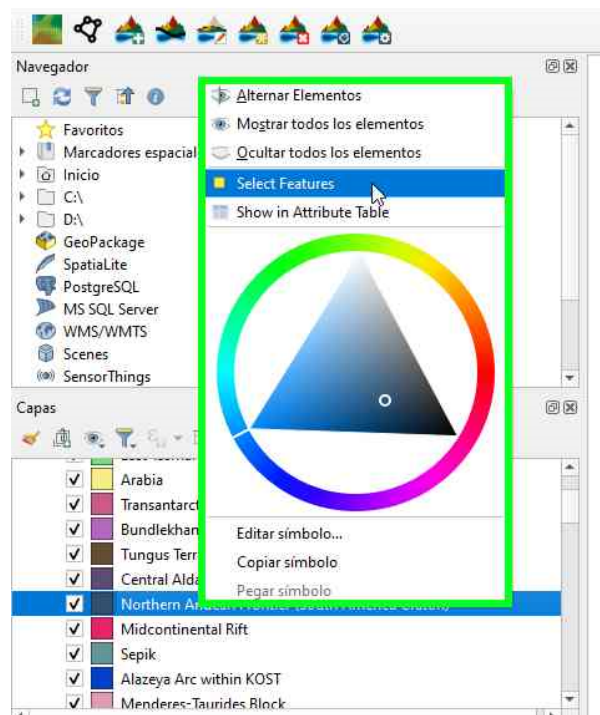 Navegador
Favoritos
Marcadores espacial
Inicio
C:\
D:\
GeoPackage
SpatiaLite
PostgreSQL
MS SQL Server
WMS/WMTS
Scenes
SensorThings
Alternar Elementos
Mostrar todos los elementos
Ocultar todos los elementos
Select Features
Show in Attribute Table
Editar símbolo...
Copiar símbolo
Pegar símbolo
Capas
Arabia
Transantarct
Bundlekhan
Tungus Terr
Central Alda
Northern
Midcontinental Rift
Sepik
Alazeya Arc within KOST
Menderes-Taurides Block